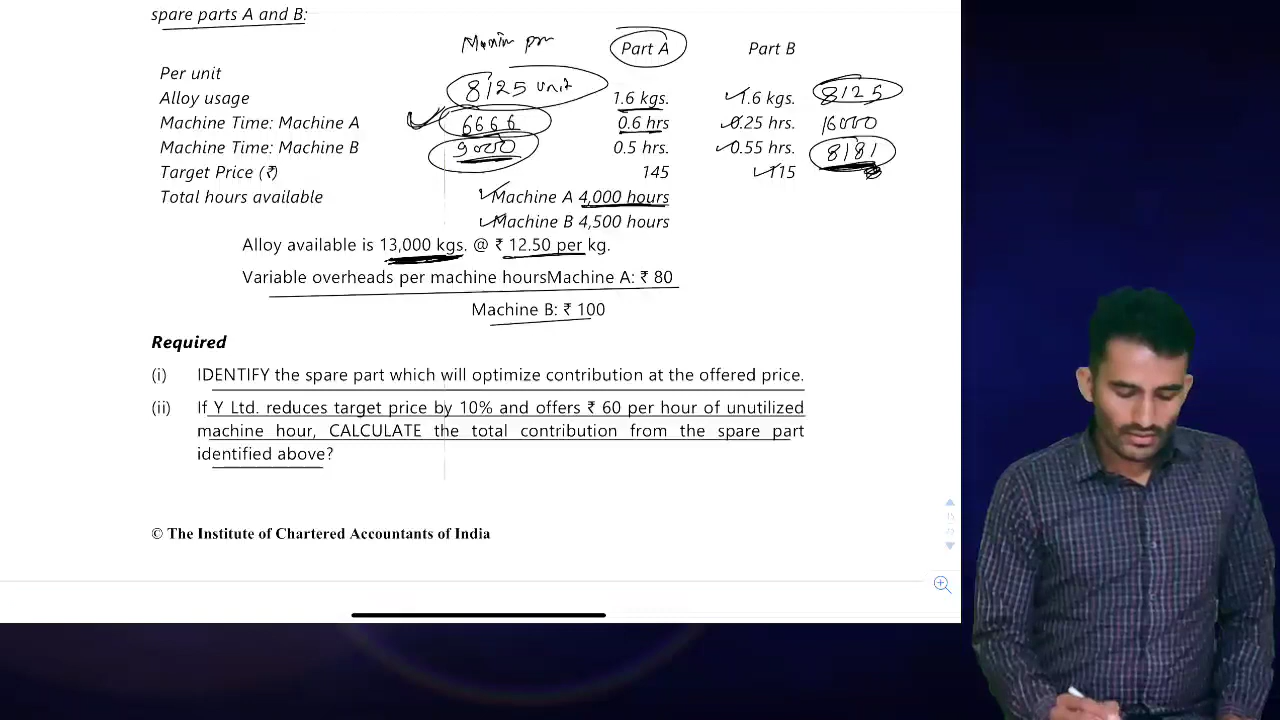 spare parts A and B:
Part A Part B
Per unit
8125 unit
Alloy usage 1.6 kgs. 1.6 kgs. 8125
Machine Time: Machine A 6666 0.6 hrs 0.25 hrs. 16000
Machine Time: Machine B 9000 0.5 hrs. 0.55 hrs. 8181
Target Price (₹) 145 115
Total hours available Machine A 4,000 hours
Machine B 4,500 hours
Alloy available is 13,000 kgs. @ ₹ 12.50 per kg.
Variable overheads per machine hoursMachine A: ₹ 80
Machine B: ₹ 100
Required
(i) IDENTIFY the spare part which will optimize contribution at the offered price.
(ii) If Y Ltd. reduces target price by 10% and offers ₹ 60 per hour of unutilized
machine hour, CALCULATE the total contribution from the spare part
identified above?
© The Institute of Chartered Accountants of India